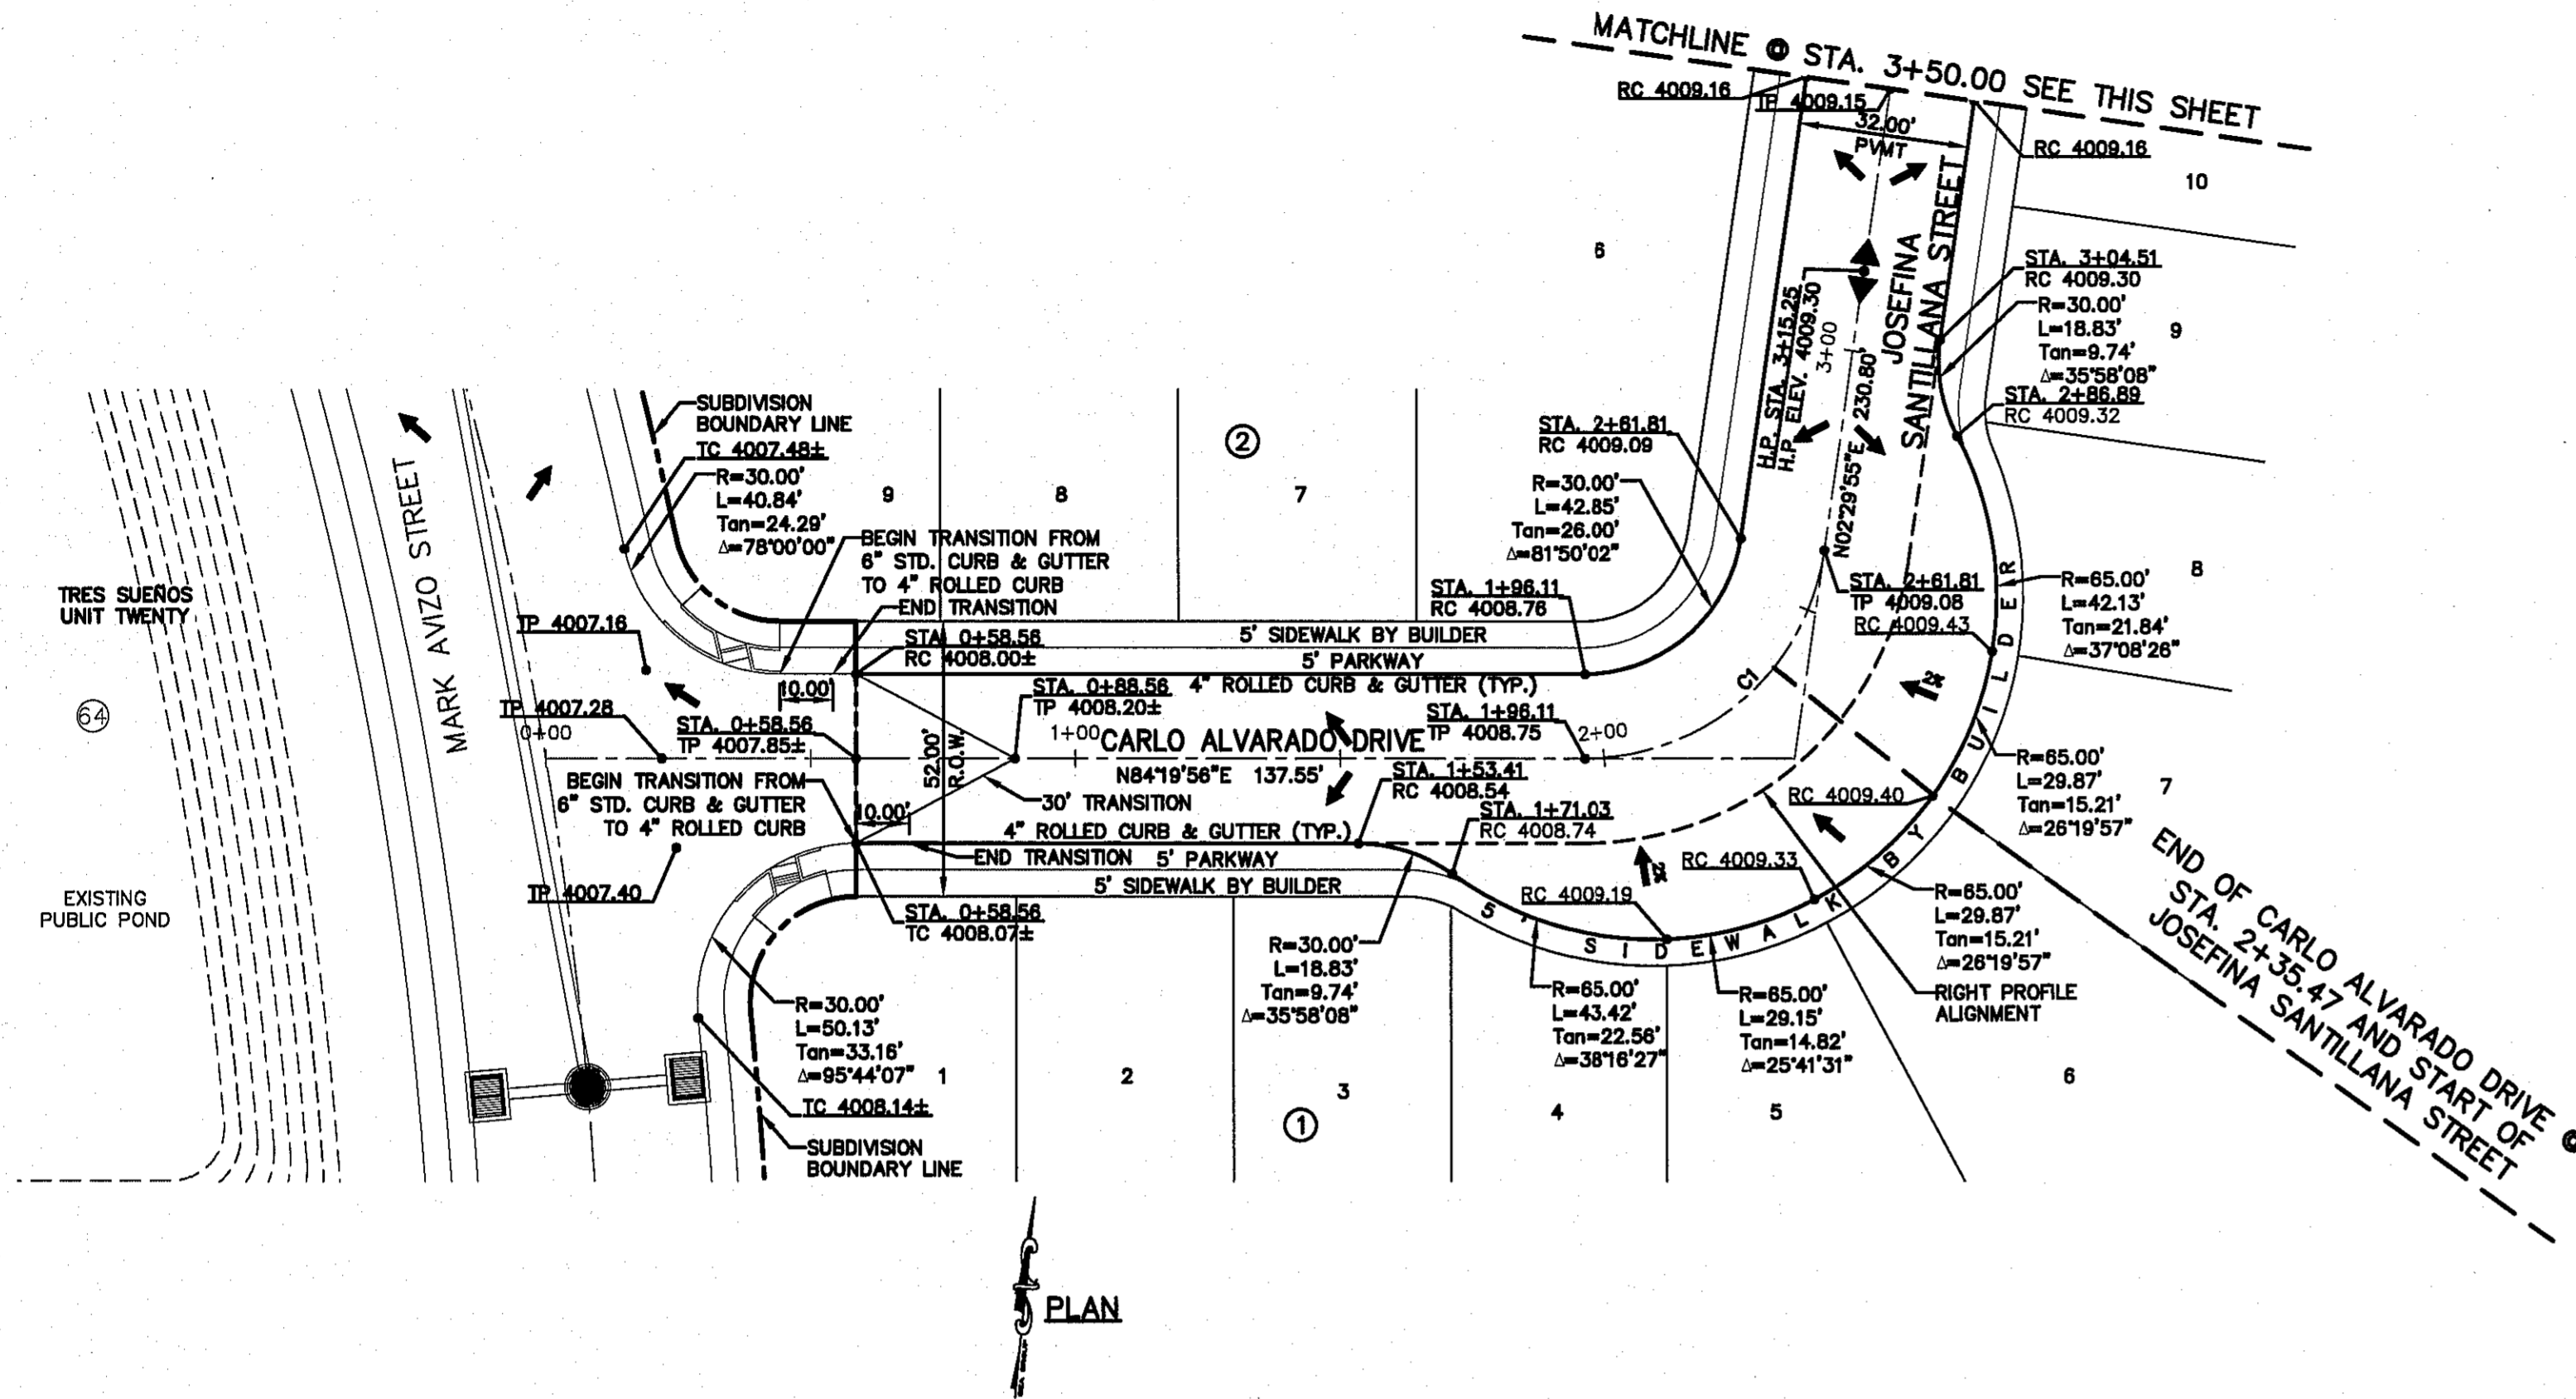 MATCHLINE @ STA. 3+50.00 SEE THIS SHEET
RC 4009.16
TP 4009.15
32.00'
PVMT
RC 4009.16
10
6
JOSEFINA
SANTILLANA STREET
STA. 3+04.51
RC 4009.30
R=30.00'
L=18.83'
Tan=9.74'
Δ=35°58'08"
9
STA. 2+86.89
RC 4009.32
H.P. STA. 3+15.25
H.P ELEV. 4009.30
3+00
N02°29'55"E 230.80'
SUBDIVISION
BOUNDARY LINE
TC 4007.48±
R=30.00'
L=40.84'
Tan=24.29'
Δ=78°00'00"
9
8
7
2
STA. 2+61.81
RC 4009.09
R=30.00'
L=42.85'
Tan=26.00'
Δ=81°50'02"
MARK AVIZO STREET
BEGIN TRANSITION FROM
6" STD. CURB & GUTTER
TO 4" ROLLED CURB
END TRANSITION
STA. 1+96.11
RC 4008.76
STA. 2+61.81
TP 4009.08
RC 4009.43
R=65.00'
L=42.13'
Tan=21.84'
Δ=37°08'26"
8
TRES SUEÑOS
UNIT TWENTY
TP 4007.16
STA. 0+58.56
RC 4008.00±
5' SIDEWALK BY BUILDER
5' PARKWAY
4" ROLLED CURB & GUTTER (TYP.)
10.00'
STA. 0+88.56
TP 4008.20±
C1
2%
64
TP 4007.28
0+00
STA. 0+58.56
TP 4007.85±
52.00'
R.O.W.
1+00
CARLO ALVARADO DRIVE
STA. 1+96.11
TP 4008.75
2+00
N84°19'56"E 137.55'
BEGIN TRANSITION FROM
6" STD. CURB & GUTTER
TO 4" ROLLED CURB
30' TRANSITION
10.00'
STA. 1+53.41
RC 4008.54
STA. 1+71.03
RC 4008.74
4" ROLLED CURB & GUTTER (TYP.)
END TRANSITION
5' PARKWAY
5' SIDEWALK BY BUILDER
RC 4009.40
R=65.00'
L=29.87'
Tan=15.21'
Δ=26°19'57"
7
TP 4007.40
EXISTING
PUBLIC POND
STA. 0+58.56
TC 4008.07±
RC 4009.33
RC 4009.19
2%
5' SIDEWALK BY BUILDER
R=65.00'
L=29.87'
Tan=15.21'
Δ=26°19'57"
RIGHT PROFILE
ALIGNMENT
R=30.00'
L=18.83'
Tan=9.74'
Δ=35°58'08"
R=65.00'
L=43.42'
Tan=22.56'
Δ=38°16'27"
R=65.00'
L=29.15'
Tan=14.82'
Δ=25°41'31"
R=30.00'
L=50.13'
Tan=33.16'
Δ=95°44'07"
TC 4008.14±
SUBDIVISION
BOUNDARY LINE
1
2
3
1
4
5
6
END OF CARLO ALVARADO DRIVE @
STA. 2+35.47 AND START OF
JOSEFINA SANTILLANA STREET
PLAN